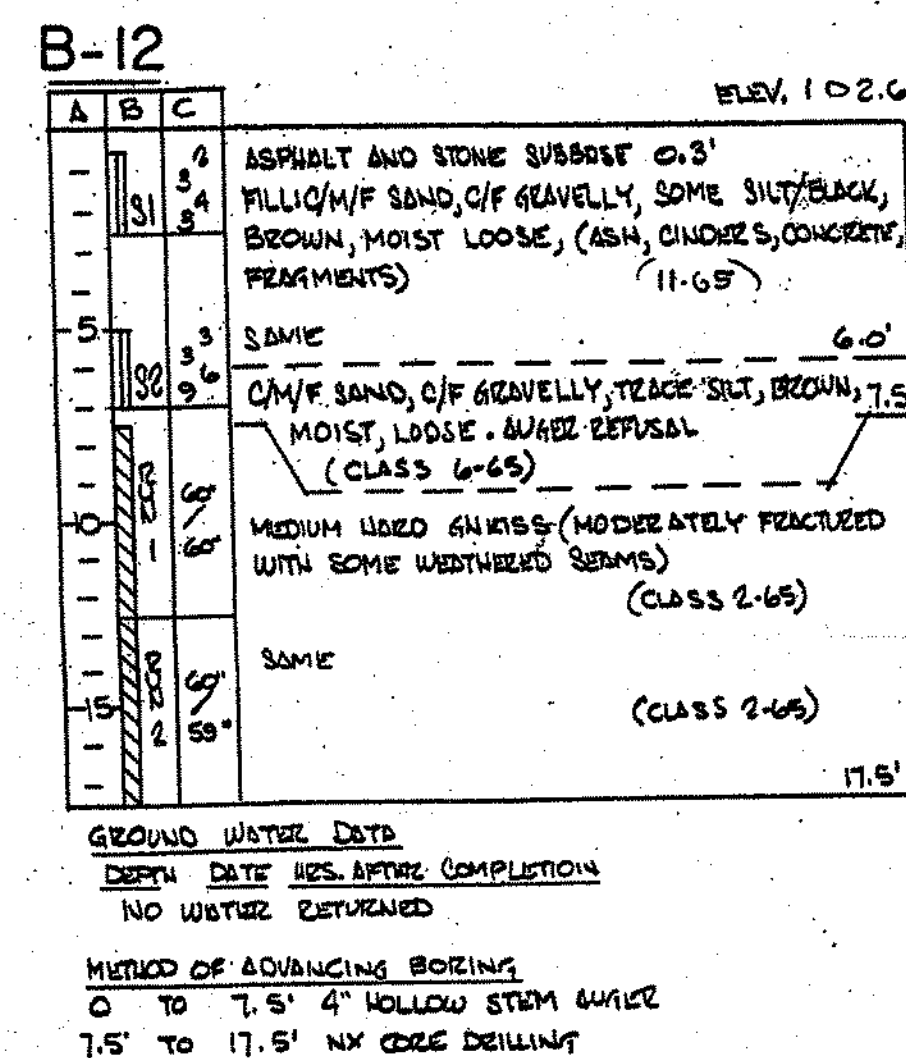 B-12
ELEV. 102.6
A B C
ASPHALT AND STONE SUBBASE 0.3'
FILL/C/M/F SAND, C/F GRAVELLY, SOME SILT/BLACK,
BROWN, MOIST LOOSE, (ASH, CINDERS, CONCRETE,
FRAGMENTS) (11-65)
S1
2
3
4
3
5
SAME 6.0'
S2
3
3
6
9
C/M/F SAND, C/F GRAVELLY, TRACE SILT, BROWN, 7.5
MOIST, LOOSE. AUGER REFUSAL
(CLASS 6-65)
RUN 1
60"/60"
10
MEDIUM HARD GNEISS (MODERATELY FRACTURED
WITH SOME WEATHERED SEAMS)
(CLASS 2-65)
RUN 2
60"/59"
SAME
15
(CLASS 2-65)
17.5'
GROUND WATER DATA
DEPTH DATE HRS. AFTER COMPLETION
NO WATER RETURNED
METHOD OF ADVANCING BORING
0 TO 7.5' 4" HOLLOW STEM AUGER
7.5' TO 17.5' NX CORE DRILLING